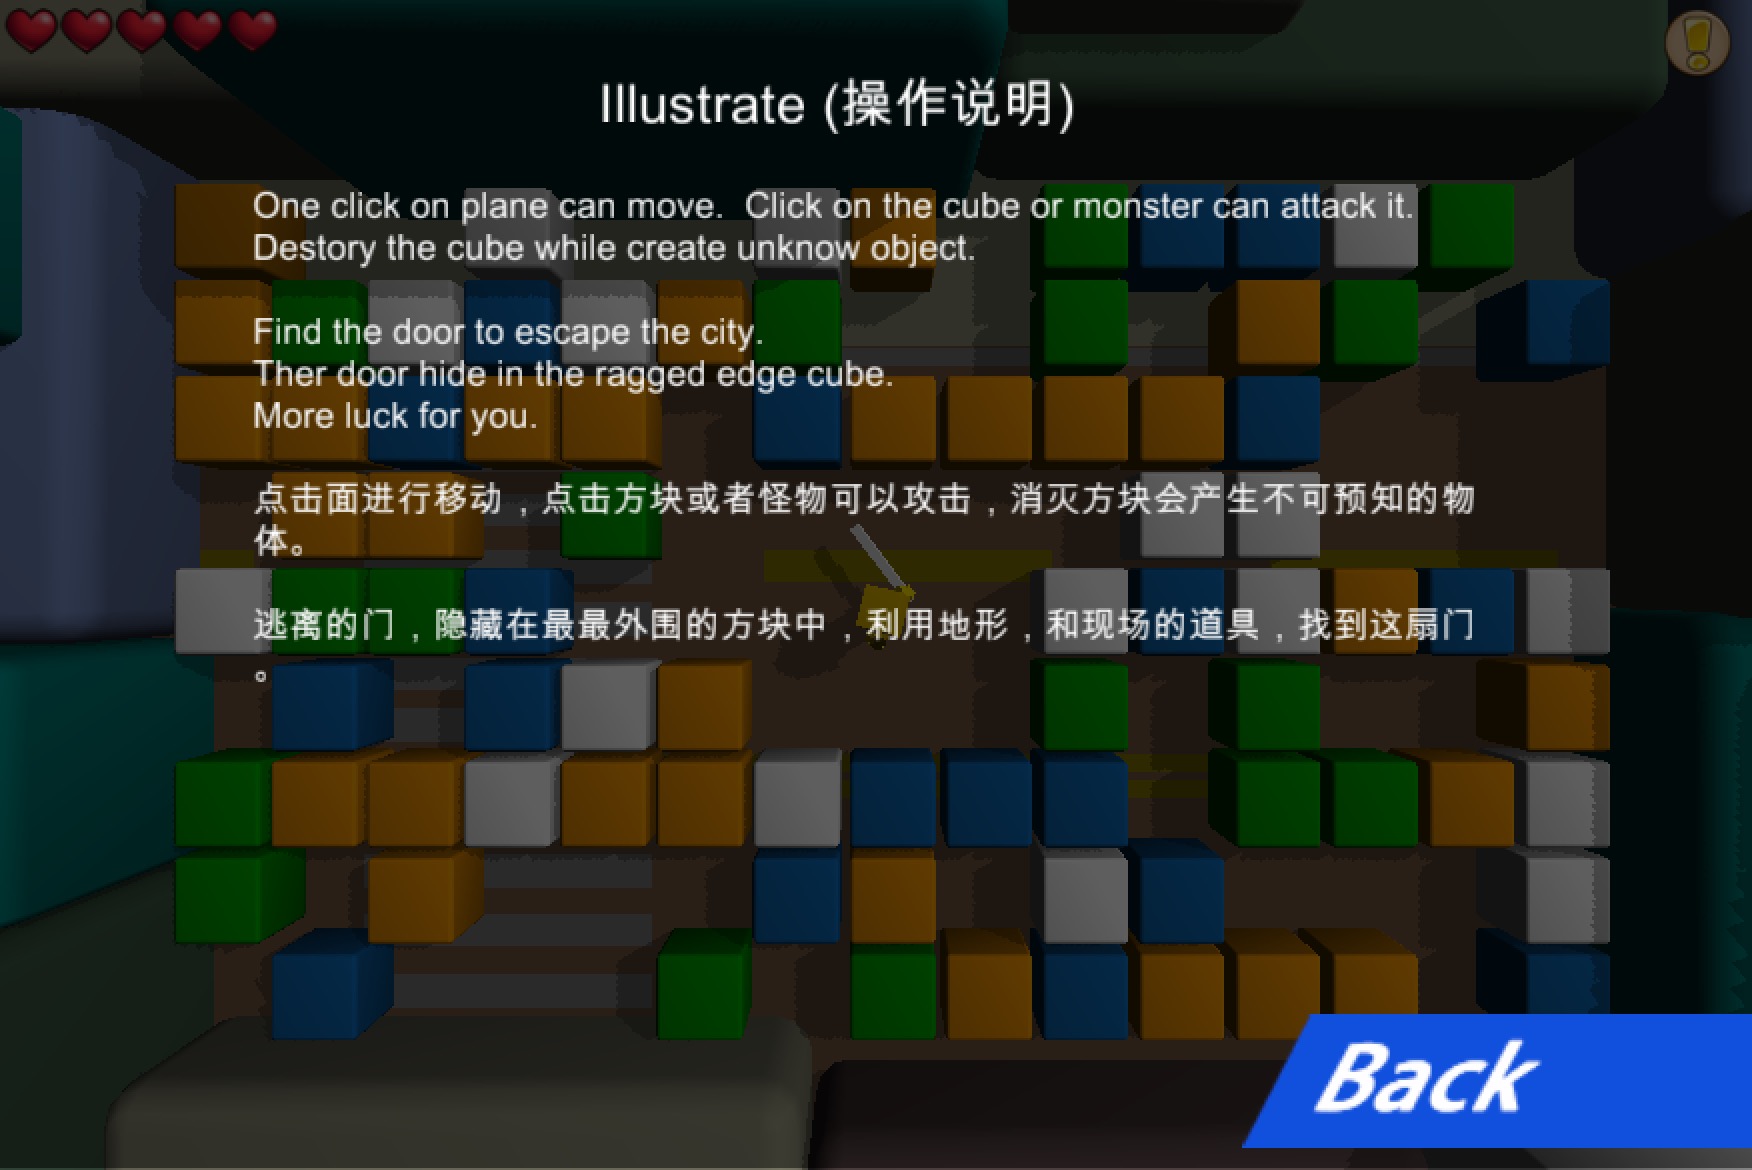 Illustrate (操作说明)
One click on plane can move.  Click on the cube or monster can attack it.
Destory the cube while create unknow object.
Find the door to escape the city.
Ther door hide in the ragged edge cube.
More luck for you.
点击面进行移动，点击方块或者怪物可以攻击，消灭方块会产生不可预知的物
体。
逃离的门，隐藏在最最外围的方块中，利用地形，和现场的道具，找到这扇门
。
Back